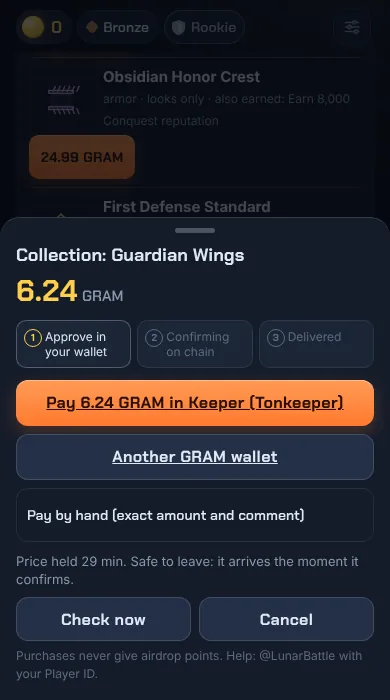 0
Bronze
Rookie
Obsidian Honor Crest
armor · looks only · also earned: Earn 8,000
Conquest reputation
24.99 GRAM
First Defense Standard
Collection: Guardian Wings
6.24 GRAM
1 Approve in
your wallet
2 Confirming
on chain
3 Delivered
Pay 6.24 GRAM in Keeper (Tonkeeper)
Another GRAM wallet
Pay by hand (exact amount and comment)
Price held 29 min. Safe to leave: it arrives the moment it
confirms.
Check now
Cancel
Purchases never give airdrop points. Help: @LunarBattle with
your Player ID.